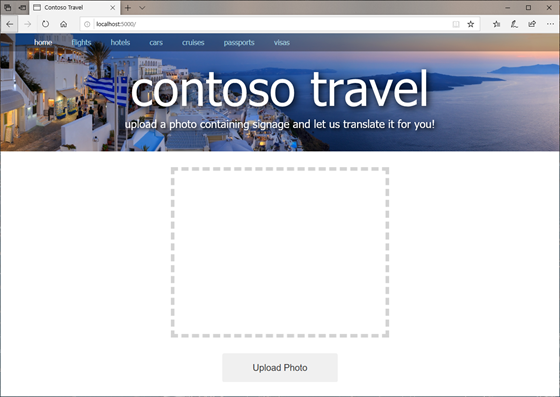 Contoso Travel
localhost:5000/
home flights hotels cars cruises passports visas
contoso travel
upload a photo containing signage and let us translate it for you!
Upload Photo